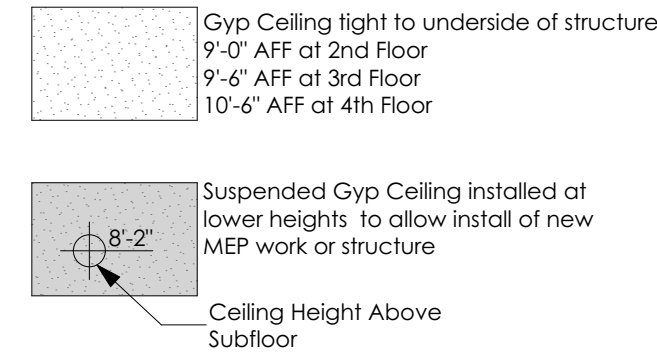 Gyp Ceiling tight to underside of structure
9'-0" AFF at 2nd Floor
9'-6" AFF at 3rd Floor
10'-6" AFF at 4th Floor
Suspended Gyp Ceiling installed at
lower heights to allow install of new
MEP work or structure
8'-2"
Ceiling Height Above
Subfloor